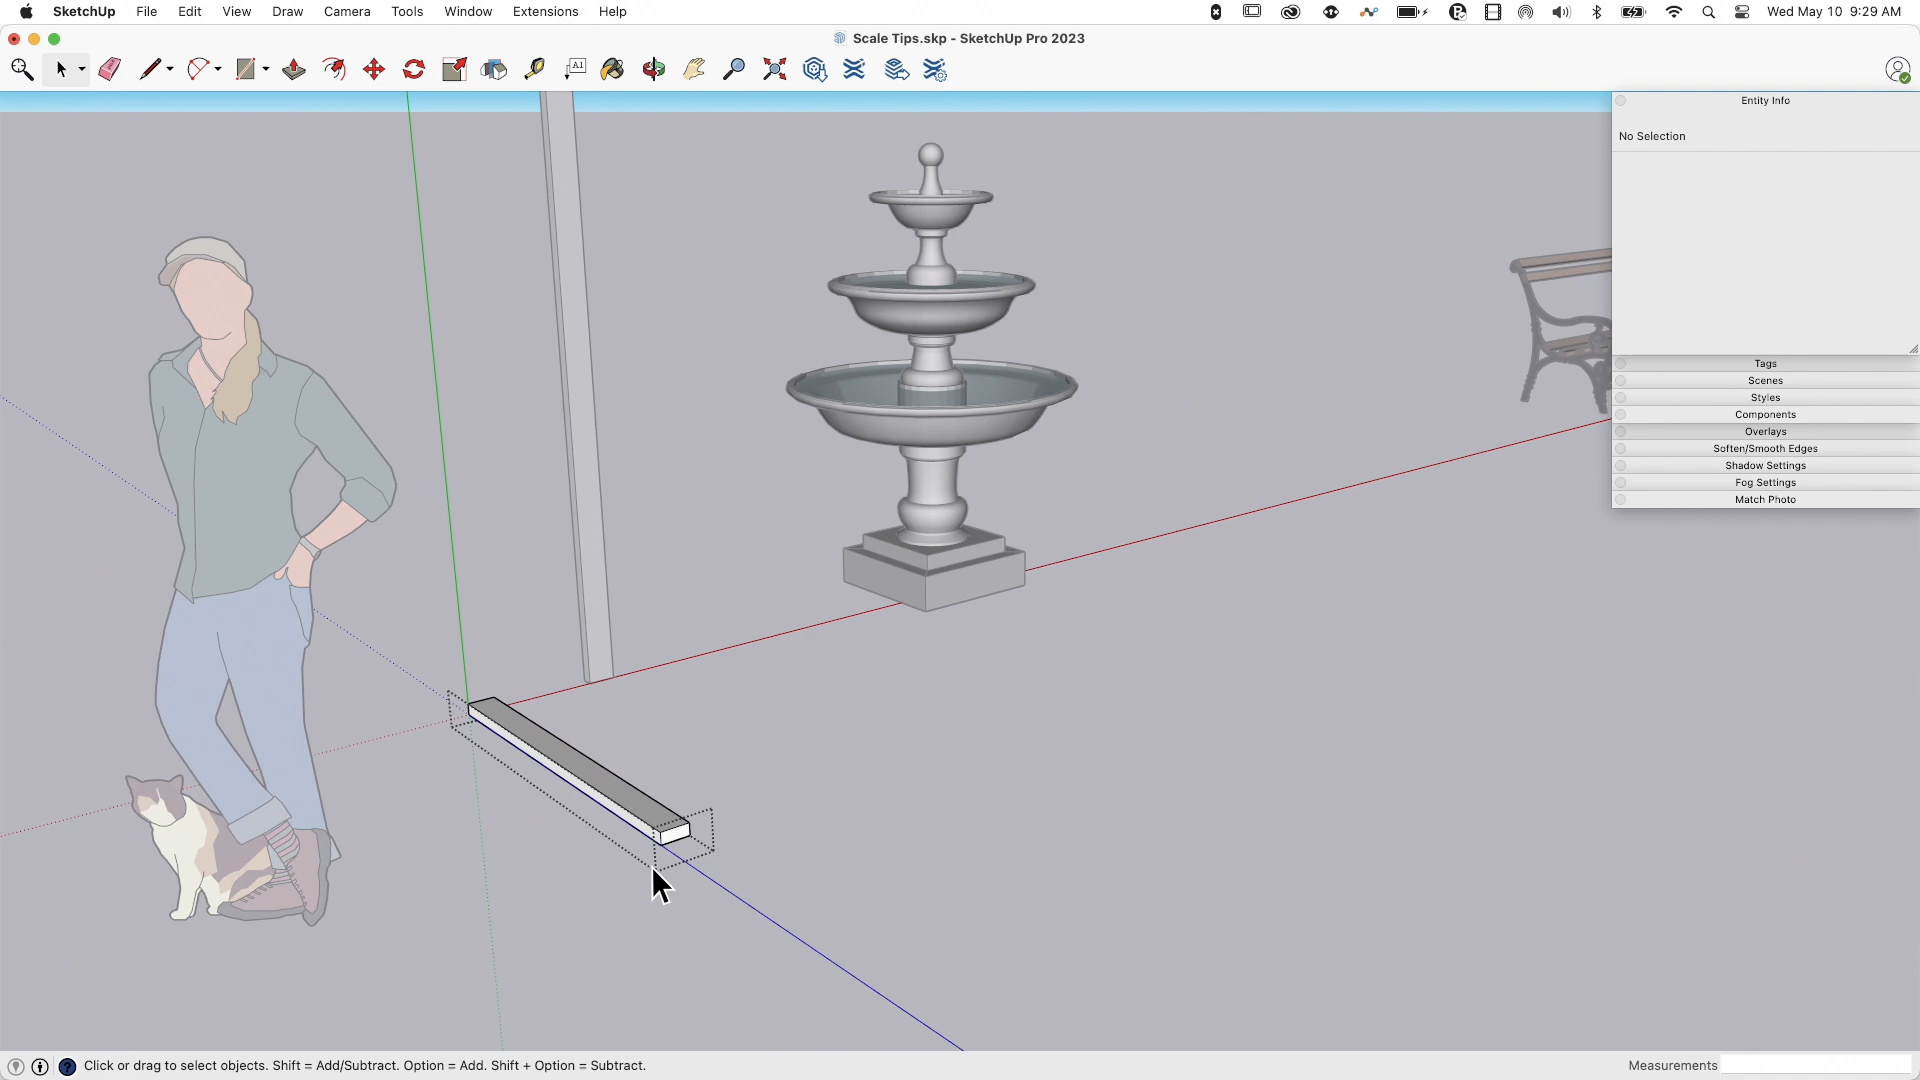 SketchUp File Edit View Draw Camera Tools Window Extensions Help Wed May 10 9:29 AM
Scale Tips.skp - SketchUp Pro 2023
A1
Entity Info
No Selection
Tags
Scenes
Styles
Components
Overlays
Soften/Smooth Edges
Shadow Settings
Fog Settings
Match Photo
? Click or drag to select objects. Shift = Add/Subtract. Option = Add. Shift + Option = Subtract. Measurements